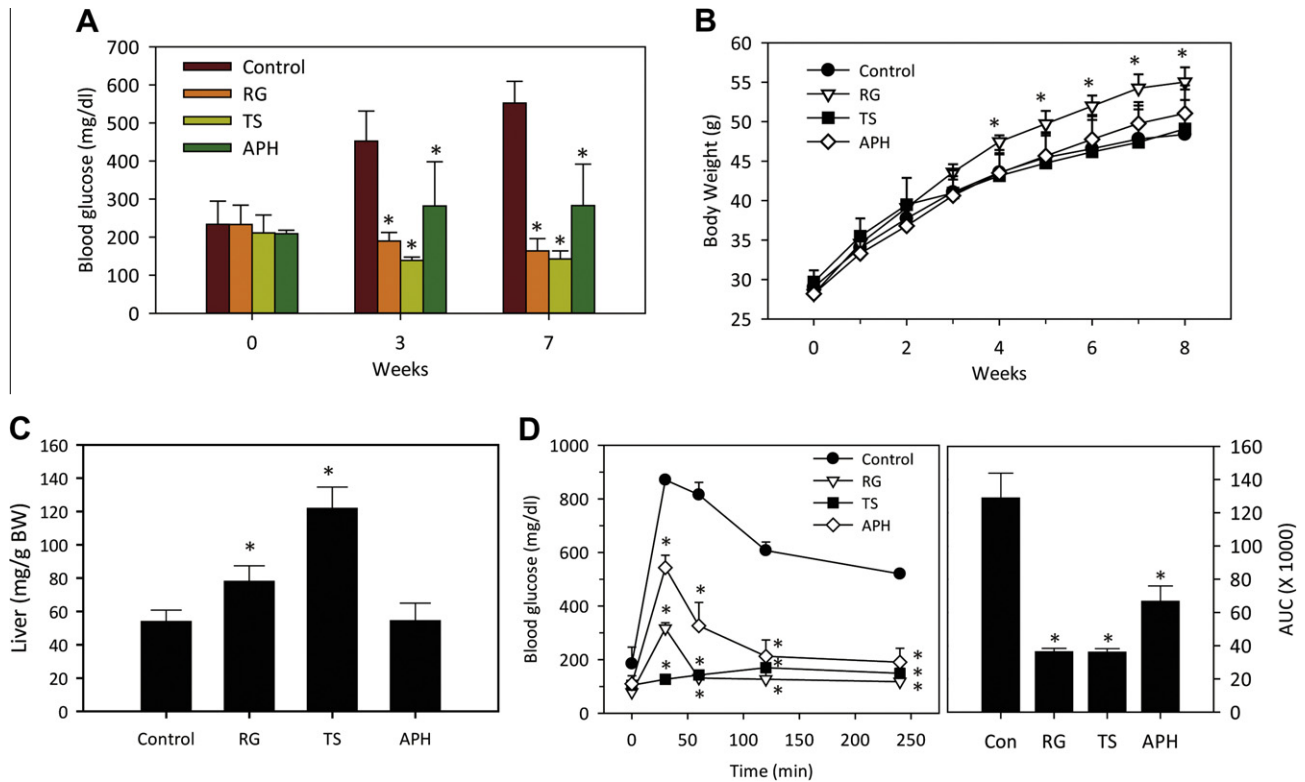 A
Blood glucose (mg/dl)
700
600
500
400
300
200
100
0
Control
RG
TS
APH
*
*
*
*
*
*
0 3 7
Weeks
B
Body Weight (g)
60
55
50
45
40
35
30
25
Control
RG
TS
APH
* * * * *
0 2 4 6 8
Weeks
C
Liver (mg/g BW)
160
140
120
100
80
60
40
20
0
*
*
Control RG TS APH
D
Blood glucose (mg/dl)
1000
800
600
400
200
0
Control
RG
TS
APH
*
*
*
*
*
*
*
*
*
*
*
*
0 50 100 150 200 250
Time (min)
160
140
120
100
80
60
40
20
0
AUC (X 1000)
* * *
Con RG TS APH